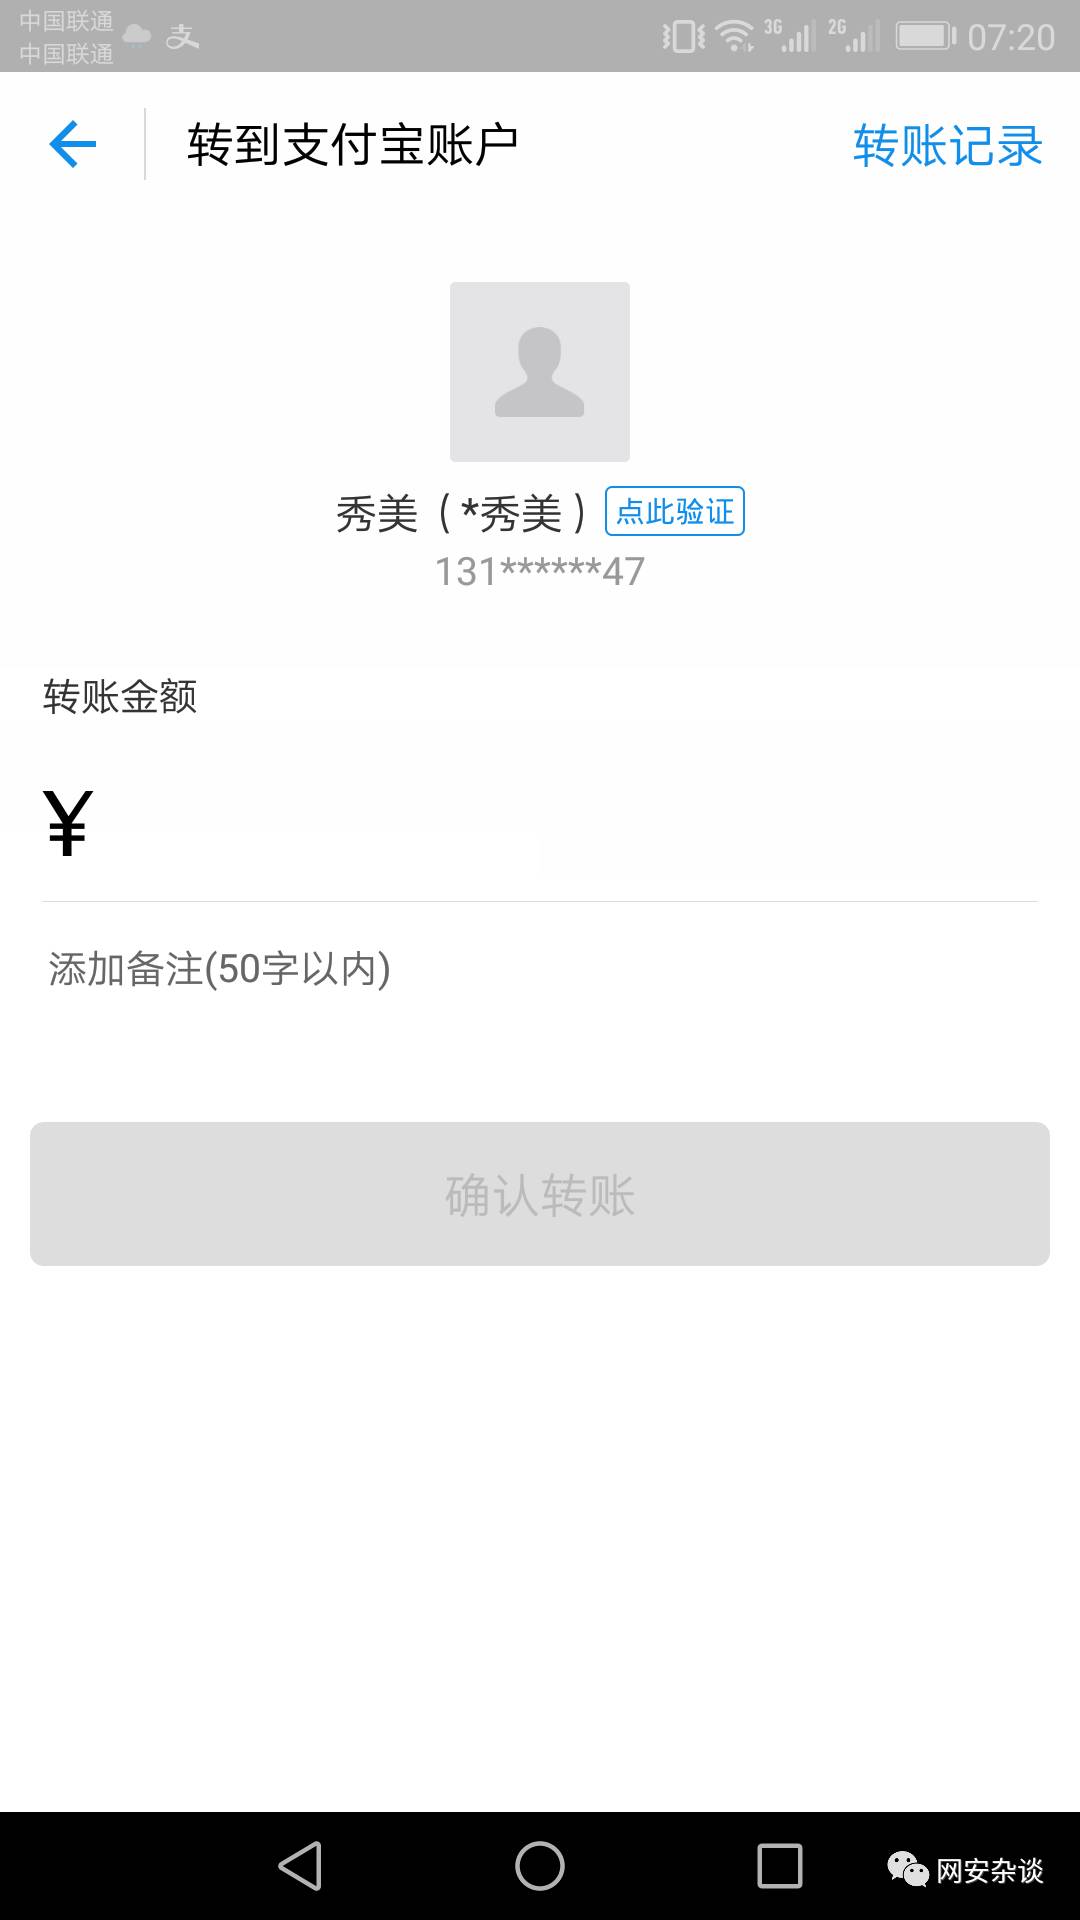 中国联通
中国联通
3G 2G 07:20
转到支付宝账户 转账记录
秀美（*秀美） 点此验证
131******47
转账金额
¥
添加备注(50字以内)
确认转账
网安杂谈